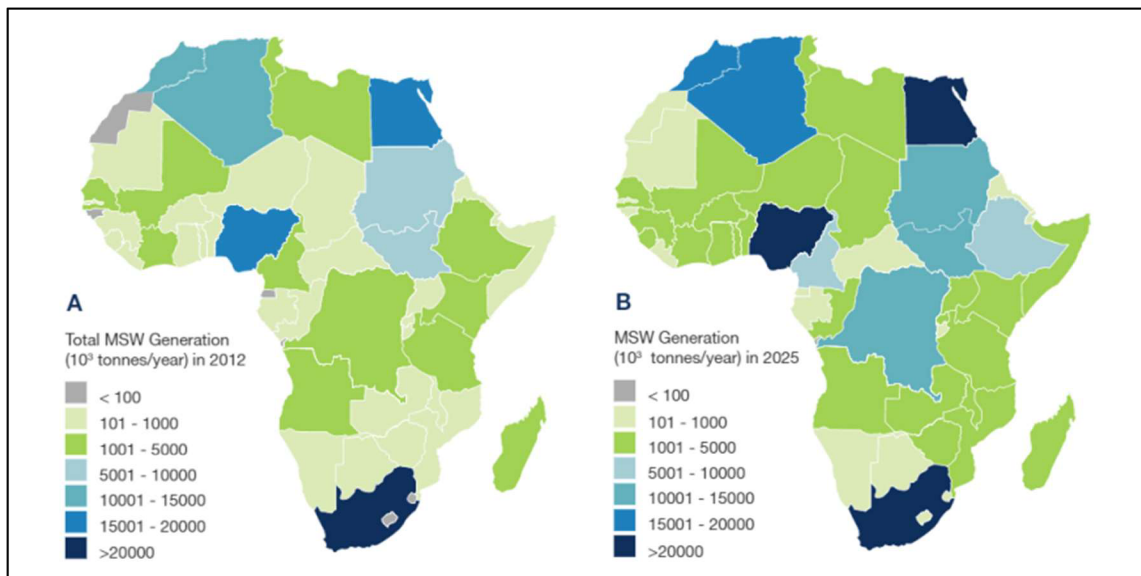 A
Total MSW Generation
(10³ tonnes/year) in 2012
< 100
101 - 1000
1001 - 5000
5001 - 10000
10001 - 15000
15001 - 20000
>20000
B
MSW Generation
(10³ tonnes/year) in 2025
< 100
101 - 1000
1001 - 5000
5001 - 10000
10001 - 15000
15001 - 20000
>20000